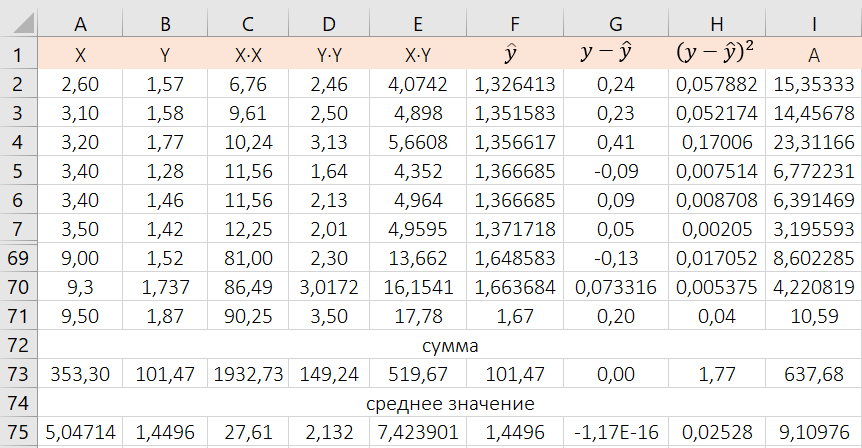 A B C D E F G H I
1 X Y X·X Y·Y X·Y ŷ y − ŷ (y − ŷ)² A
2 2,60 1,57 6,76 2,46 4,0742 1,326413 0,24 0,057882 15,35333
3 3,10 1,58 9,61 2,50 4,898 1,351583 0,23 0,052174 14,45678
4 3,20 1,77 10,24 3,13 5,6608 1,356617 0,41 0,17006 23,31166
5 3,40 1,28 11,56 1,64 4,352 1,366685 -0,09 0,007514 6,772231
6 3,40 1,46 11,56 2,13 4,964 1,366685 0,09 0,008708 6,391469
7 3,50 1,42 12,25 2,01 4,9595 1,371718 0,05 0,00205 3,195593
69 9,00 1,52 81,00 2,30 13,662 1,648583 -0,13 0,017052 8,602285
70 9,3 1,737 86,49 3,0172 16,1541 1,663684 0,073316 0,005375 4,220819
71 9,50 1,87 90,25 3,50 17,78 1,67 0,20 0,04 10,59
72 сумма
73 353,30 101,47 1932,73 149,24 519,67 101,47 0,00 1,77 637,68
74 среднее значение
75 5,04714 1,4496 27,61 2,132 7,423901 1,4496 -1,17E-16 0,02528 9,10976